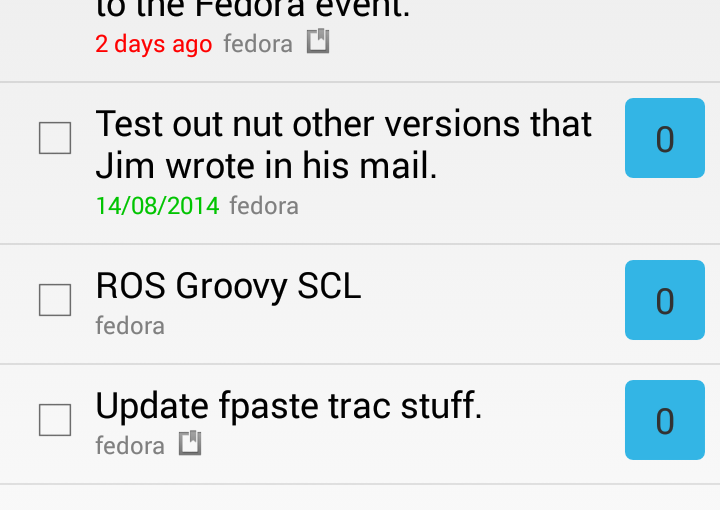 to the Fedora event.
2 days ago fedora
Test out nut other versions that
Jim wrote in his mail.
0
14/08/2014 fedora
ROS Groovy SCL
0
fedora
Update fpaste trac stuff.
0
fedora